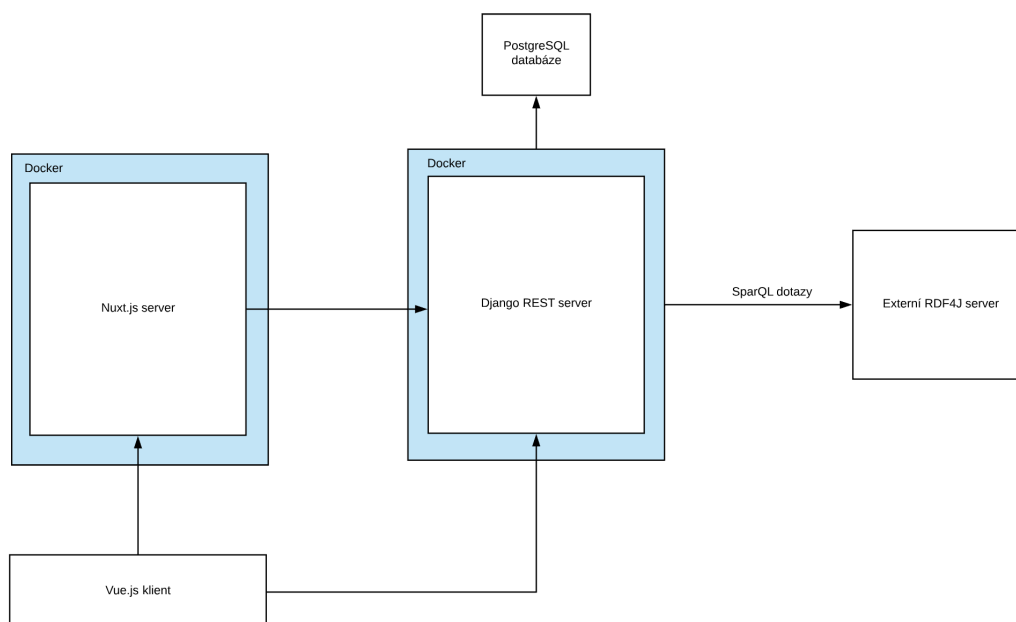 PostgreSQL
databáze
Docker
Docker
Nuxt.js server
Django REST server
SparQL dotazy
Externí RDF4J server
Vue.js klient